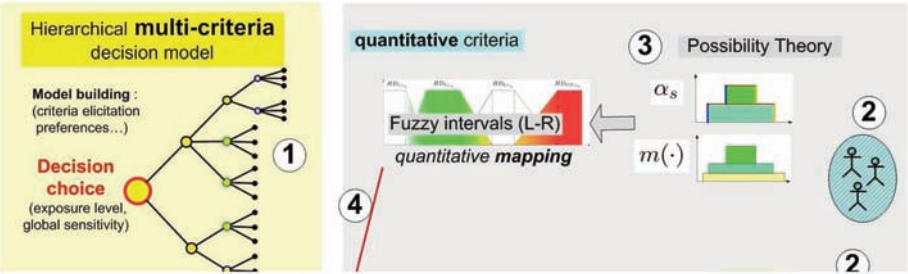 Hierarchical multi-criteria
decision model
Model building :
(criteria elicitation
preferences...)
Decision
choice
(exposure level,
global sensitivity)
1
quantitative criteria
3
Possibility Theory
Fuzzy intervals (L-R)
quantitative mapping
αs
m(·)
2
4
2